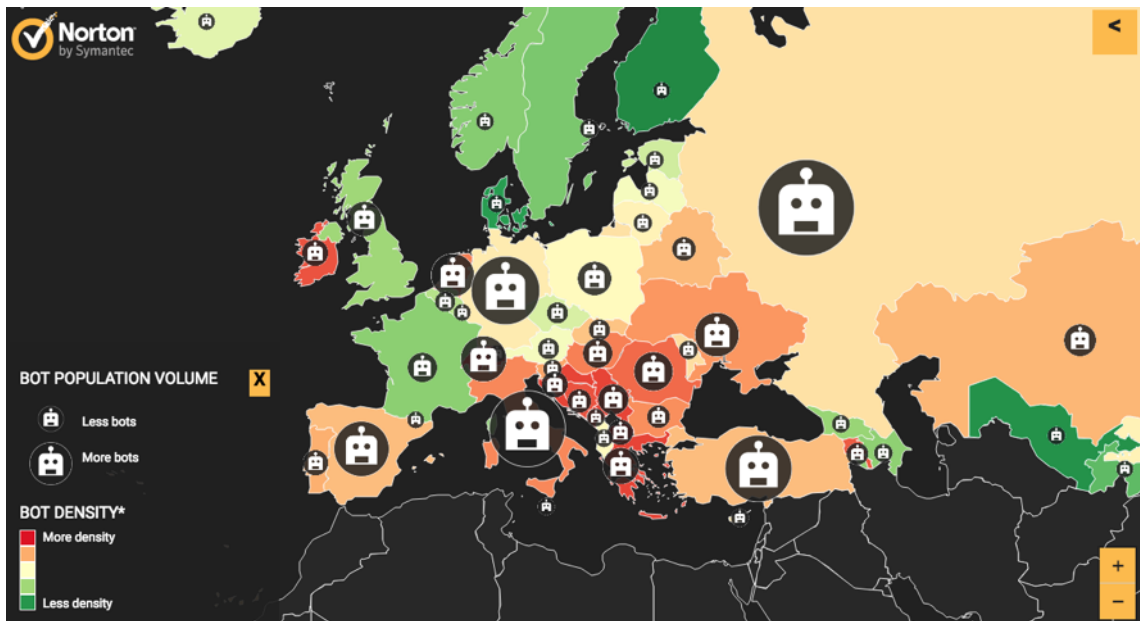 Norton
by Symantec
<
BOT POPULATION VOLUME
X
Less bots
More bots
BOT DENSITY*
More density
Less density
+
−